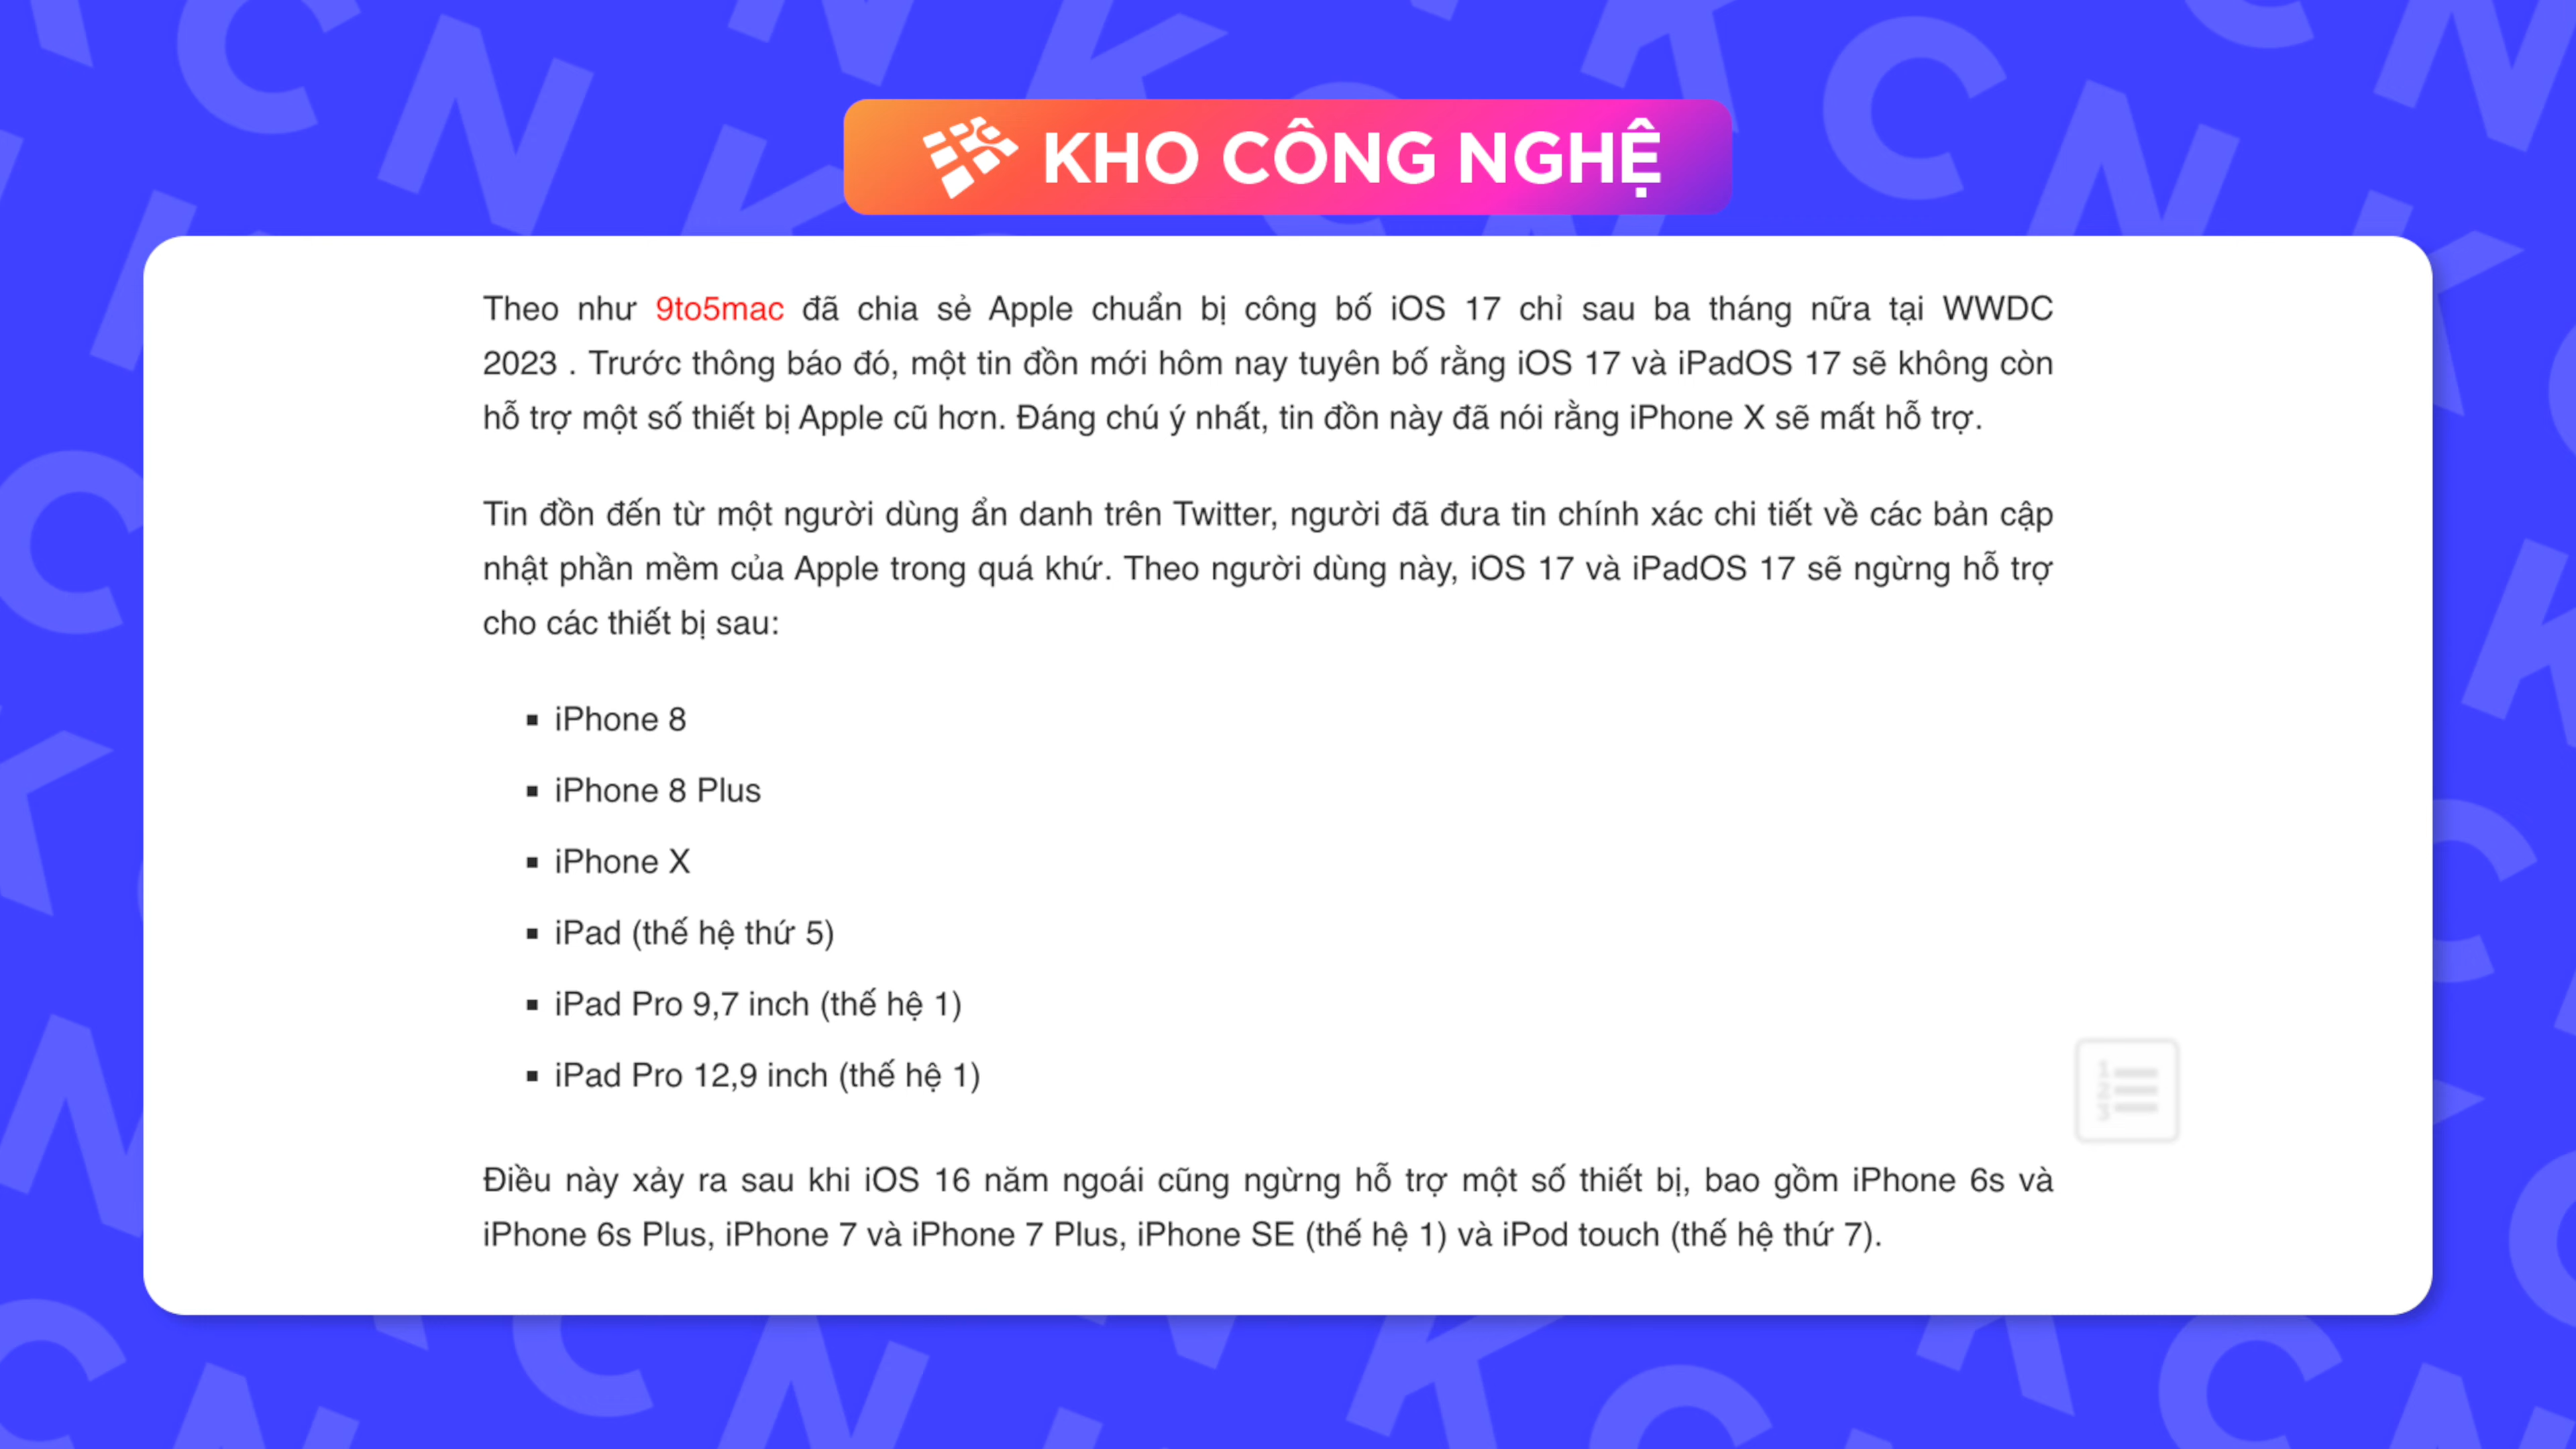 KHO CÔNG NGHỆ
Theo như 9to5mac đã chia sẻ Apple chuẩn bị công bố iOS 17 chỉ sau ba tháng nữa tại WWDC
2023 . Trước thông báo đó, một tin đồn mới hôm nay tuyên bố rằng iOS 17 và iPadOS 17 sẽ không còn
hỗ trợ một số thiết bị Apple cũ hơn. Đáng chú ý nhất, tin đồn này đã nói rằng iPhone X sẽ mất hỗ trợ.
Tin đồn đến từ một người dùng ẩn danh trên Twitter, người đã đưa tin chính xác chi tiết về các bản cập
nhật phần mềm của Apple trong quá khứ. Theo người dùng này, iOS 17 và iPadOS 17 sẽ ngừng hỗ trợ
cho các thiết bị sau:
▪ iPhone 8
▪ iPhone 8 Plus
▪ iPhone X
▪ iPad (thế hệ thứ 5)
▪ iPad Pro 9,7 inch (thế hệ 1)
▪ iPad Pro 12,9 inch (thế hệ 1)
Điều này xảy ra sau khi iOS 16 năm ngoái cũng ngừng hỗ trợ một số thiết bị, bao gồm iPhone 6s và
iPhone 6s Plus, iPhone 7 và iPhone 7 Plus, iPhone SE (thế hệ 1) và iPod touch (thế hệ thứ 7).